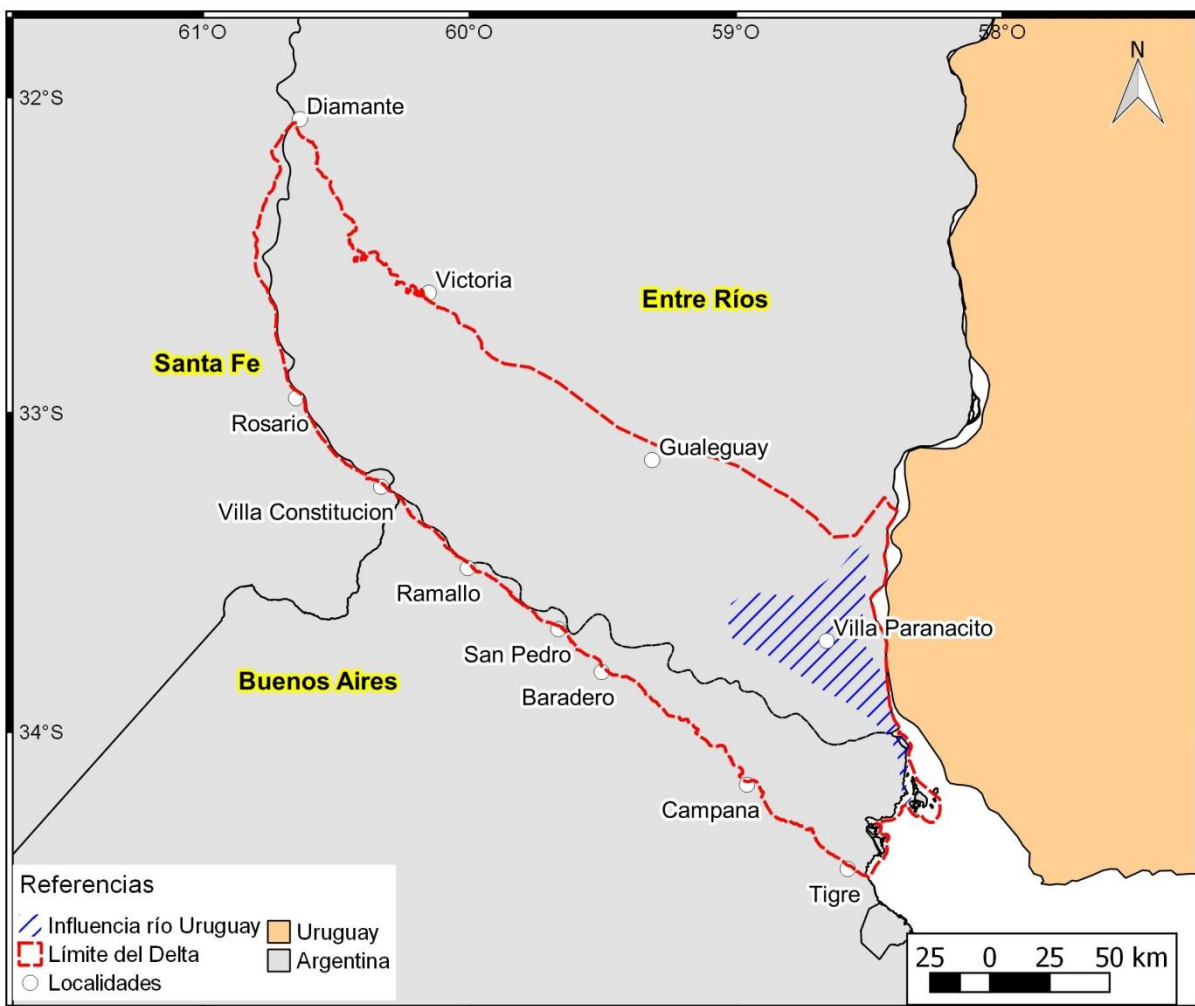 61°O
60°O
59°O
58°O
N
32°S
Diamante
Victoria
Entre Ríos
Santa Fe
33°S
Rosario
Gualeguay
Villa Constitucion
Ramallo
Villa Paranacito
San Pedro
Buenos Aires
Baradero
34°S
Campana
Tigre
Referencias
Influencia río Uruguay
Uruguay
Límite del Delta
Argentina
Localidades
25 0 25 50 km